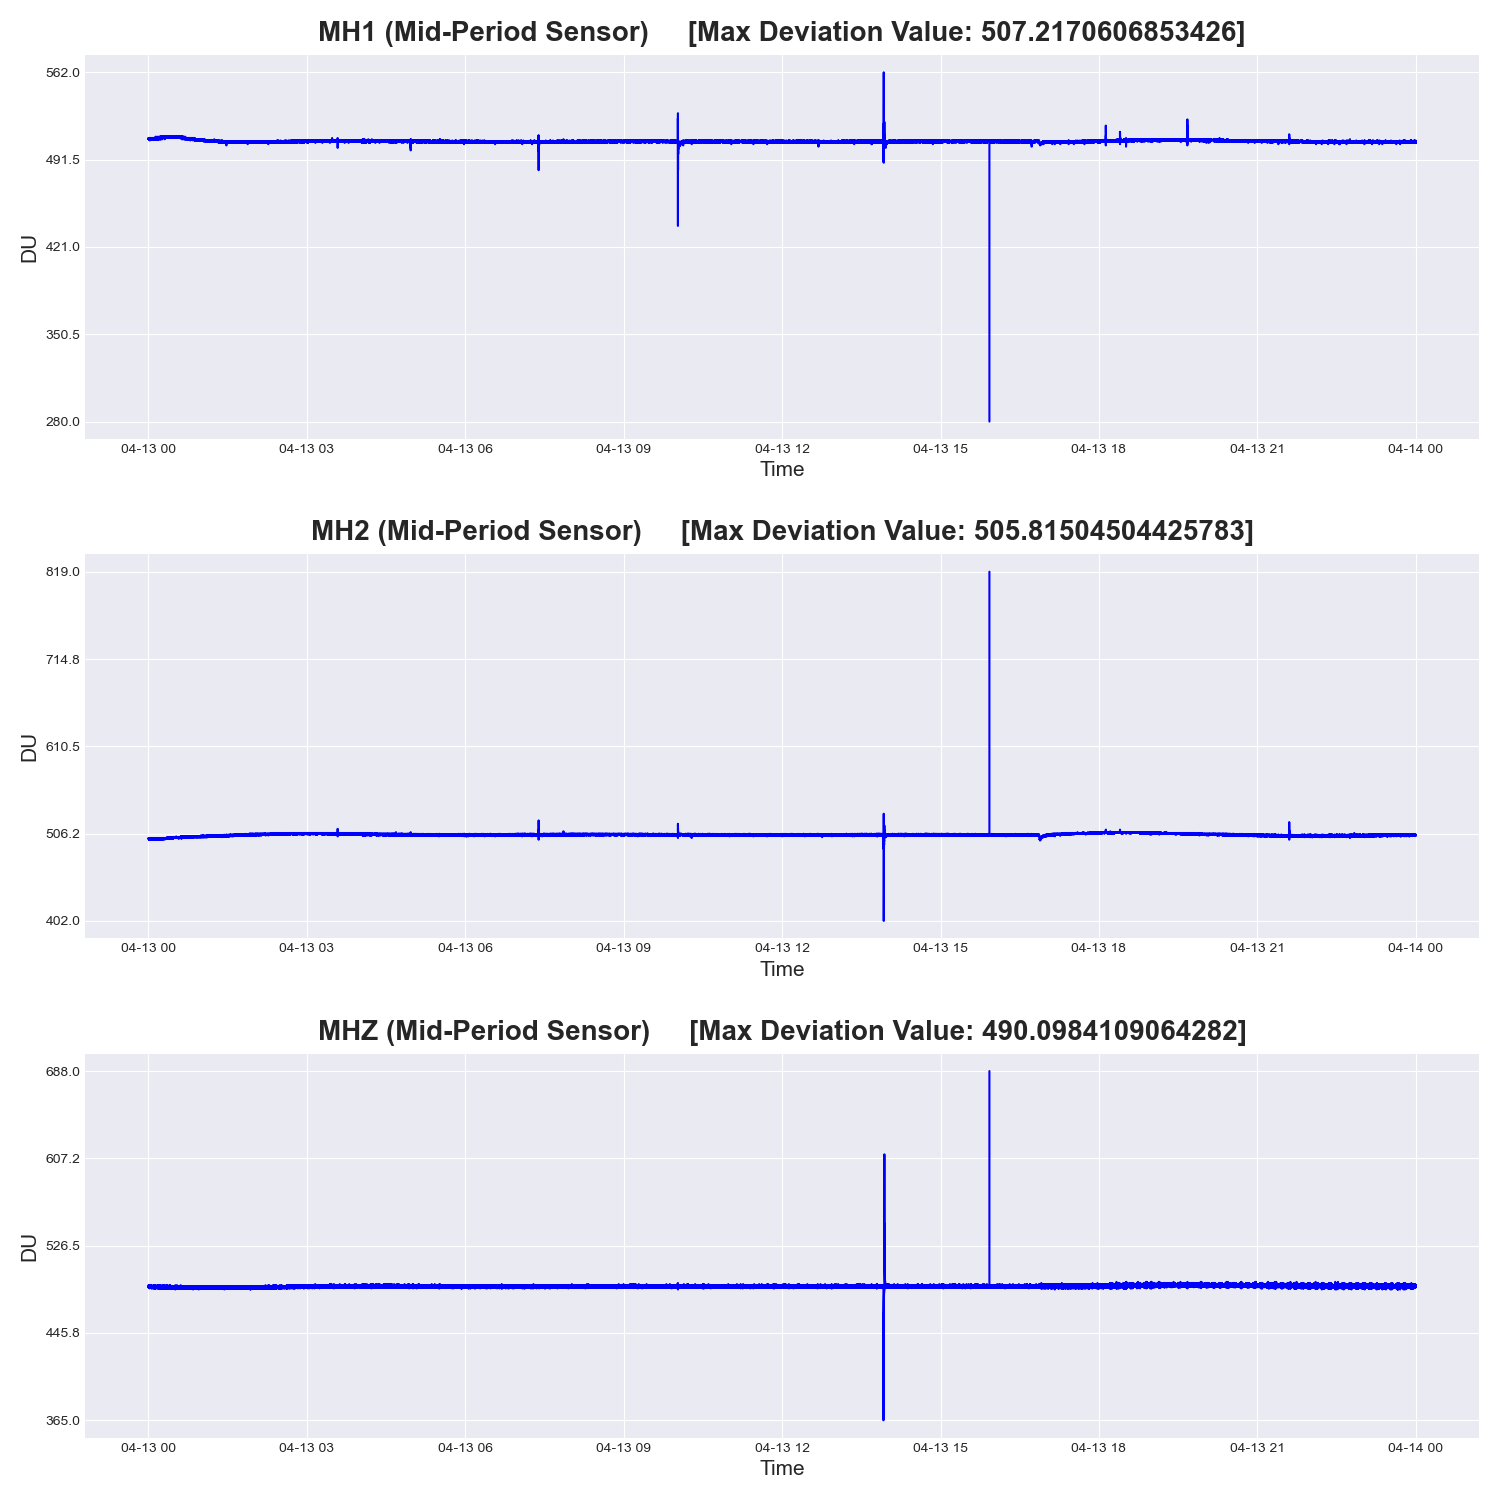 MH1 (Mid-Period Sensor) [Max Deviation Value: 507.2170606853426]
562.0
491.5
421.0
350.5
280.0
DU
04-13 00 04-13 03 04-13 06 04-13 09 04-13 12 04-13 15 04-13 18 04-13 21 04-14 00
Time
MH2 (Mid-Period Sensor) [Max Deviation Value: 505.81504504425783]
819.0
714.8
610.5
506.2
402.0
DU
04-13 00 04-13 03 04-13 06 04-13 09 04-13 12 04-13 15 04-13 18 04-13 21 04-14 00
Time
MHZ (Mid-Period Sensor) [Max Deviation Value: 490.0984109064282]
688.0
607.2
526.5
445.8
365.0
DU
04-13 00 04-13 03 04-13 06 04-13 09 04-13 12 04-13 15 04-13 18 04-13 21 04-14 00
Time